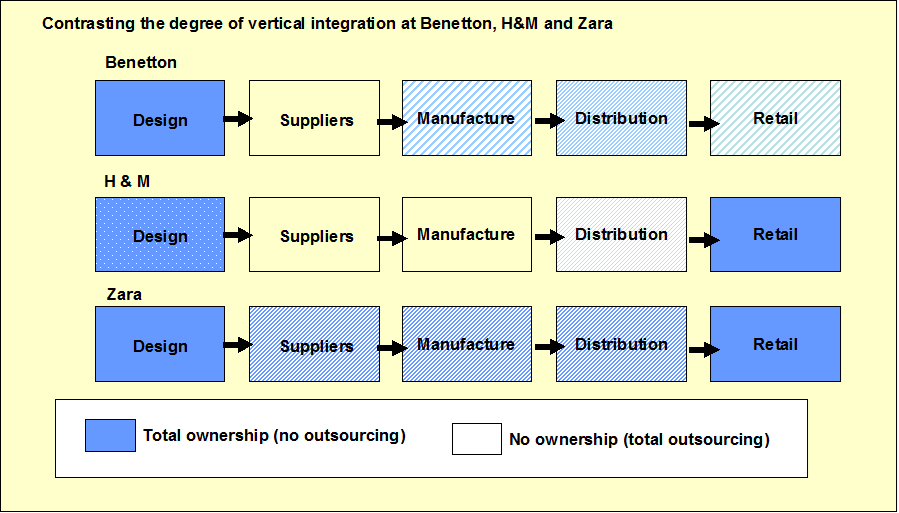 Contrasting the degree of vertical integration at Benetton, H&M and Zara
Benetton
Design
Suppliers
Manufacture
Distribution
Retail
H & M
Design
Suppliers
Manufacture
Distribution
Retail
Zara
Design
Suppliers
Manufacture
Distribution
Retail
Total ownership (no outsourcing)
No ownership (total outsourcing)